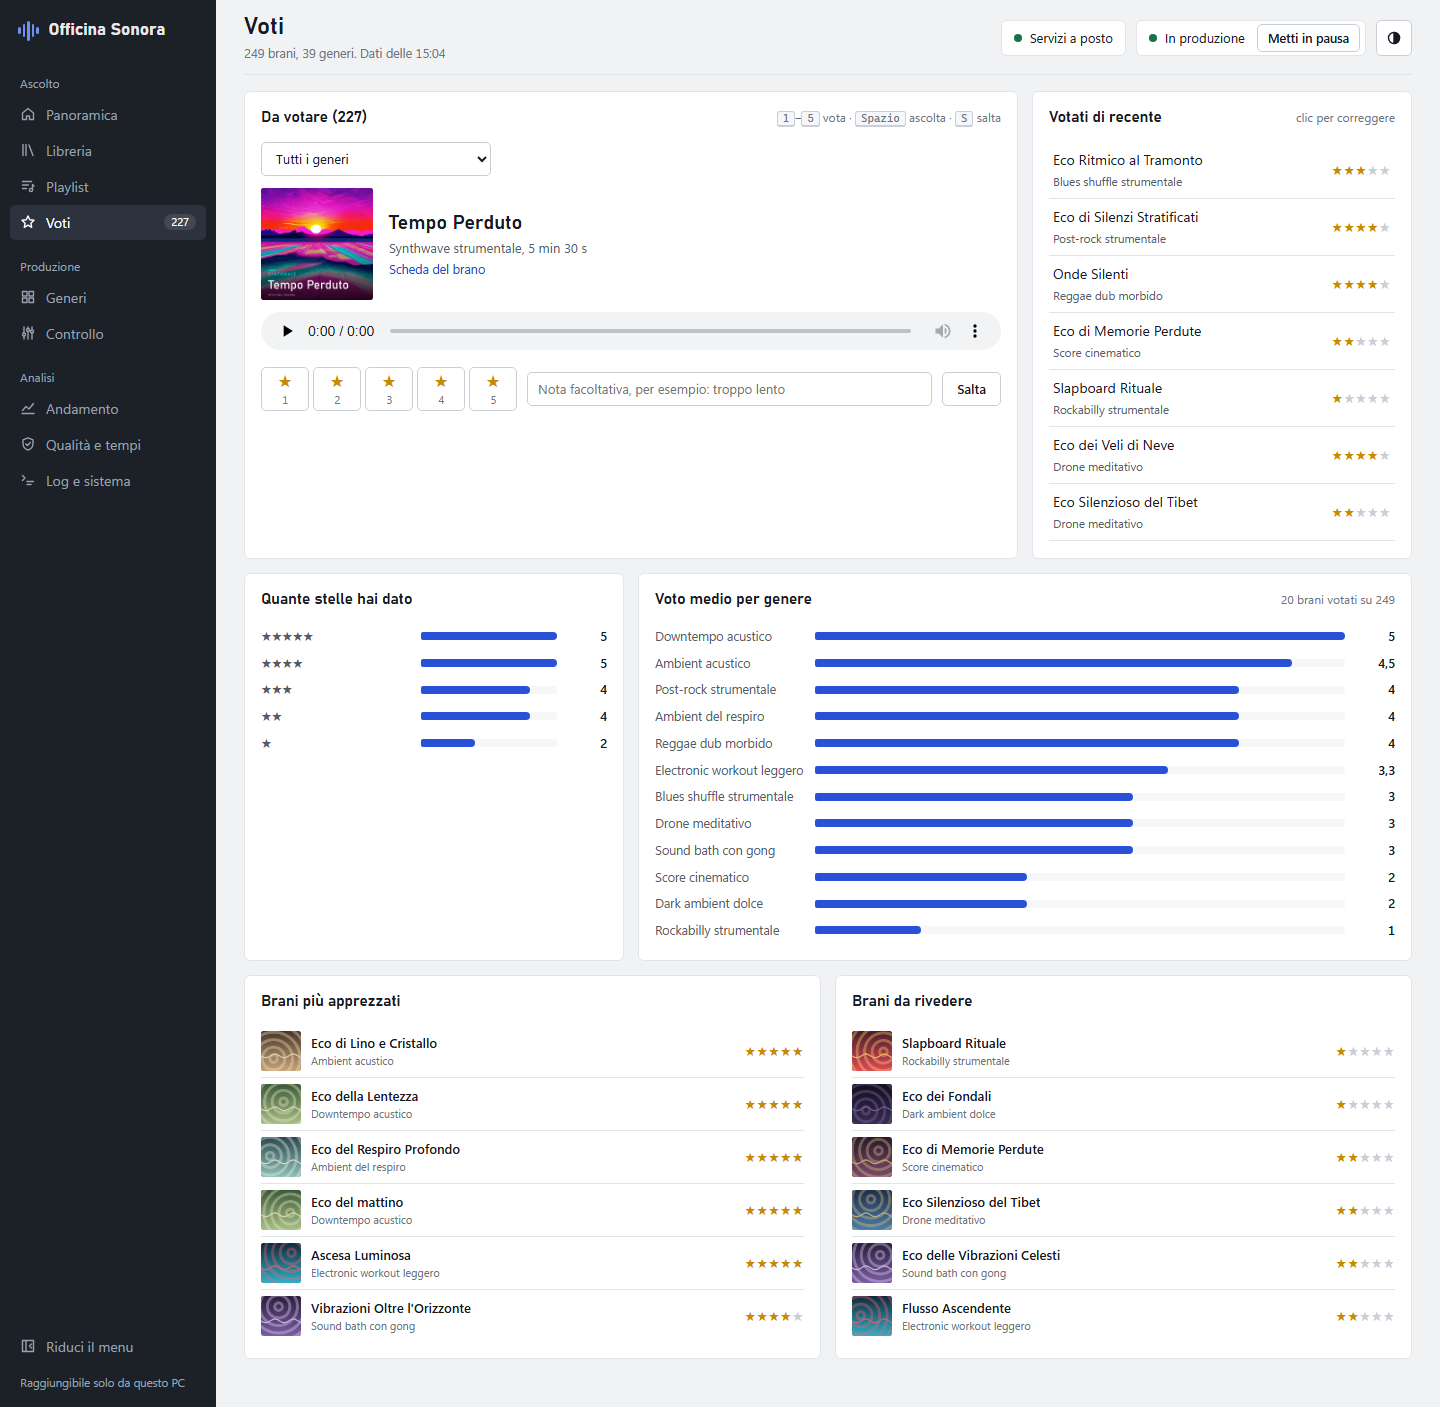 Officina Sonora
Ascolto
Panoramica
Libreria
Playlist
Voti 227
Produzione
Generi
Controllo
Analisi
Andamento
Qualità e tempi
Log e sistema
Riduci il menu
Raggiungibile solo da questo PC
Voti
249 brani, 39 generi. Dati delle 15:04
Servizi a posto
In produzione Metti in pausa
Da votare (227)
1–5 vota · Spazio ascolta · S salta
Tutti i generi
Tempo Perduto
Tempo Perduto
Synthwave strumentale, 5 min 30 s
Scheda del brano
0:00 / 0:00
★ ★ ★ ★ ★
1 2 3 4 5
Nota facoltativa, per esempio: troppo lento
Salta
Votati di recente clic per correggere
Eco Ritmico al Tramonto
Blues shuffle strumentale
★★★★★
Eco di Silenzi Stratificati
Post-rock strumentale
★★★★★
Onde Silenti
Reggae dub morbido
★★★★★
Eco di Memorie Perdute
Score cinematico
★★★★★
Slapboard Rituale
Rockabilly strumentale
★★★★★
Eco dei Veli di Neve
Drone meditativo
★★★★★
Eco Silenzioso del Tibet
Drone meditativo
★★★★★
Quante stelle hai dato
★★★★★ 5
★★★★ 5
★★★ 4
★★ 4
★ 2
Voto medio per genere 20 brani votati su 249
Downtempo acustico 5
Ambient acustico 4,5
Post-rock strumentale 4
Ambient del respiro 4
Reggae dub morbido 4
Electronic workout leggero 3,3
Blues shuffle strumentale 3
Drone meditativo 3
Sound bath con gong 3
Score cinematico 2
Dark ambient dolce 2
Rockabilly strumentale 1
Brani più apprezzati
Eco di Lino e Cristallo
Ambient acustico
★★★★★
Eco della Lentezza
Downtempo acustico
★★★★★
Eco del Respiro Profondo
Ambient del respiro
★★★★★
Eco del mattino
Downtempo acustico
★★★★★
Ascesa Luminosa
Electronic workout leggero
★★★★★
Vibrazioni Oltre l'Orizzonte
Sound bath con gong
★★★★★
Brani da rivedere
Slapboard Rituale
Rockabilly strumentale
★★★★★
Eco dei Fondali
Dark ambient dolce
★★★★★
Eco di Memorie Perdute
Score cinematico
★★★★★
Eco Silenzioso del Tibet
Drone meditativo
★★★★★
Eco delle Vibrazioni Celesti
Sound bath con gong
★★★★★
Flusso Ascendente
Electronic workout leggero
★★★★★